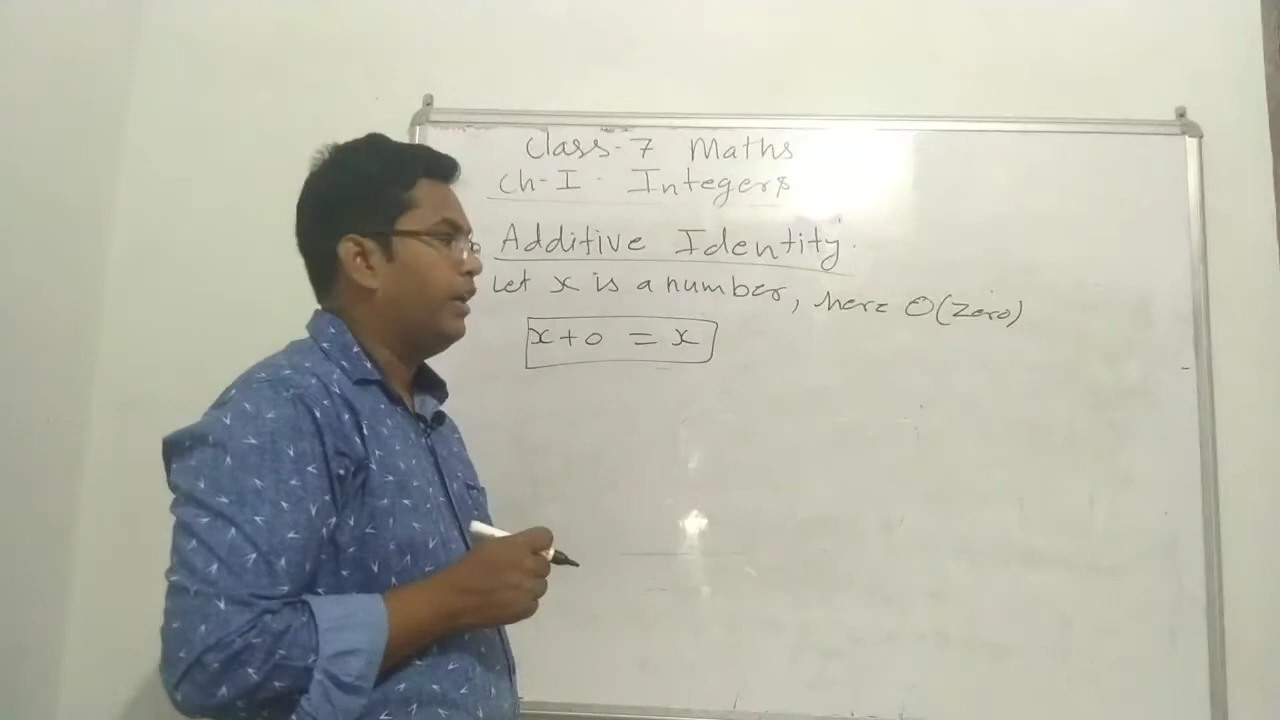 Class-7 Maths
Ch-I - Integers
Additive Identity.
Let x is a number, here 0(Zero)
x+0 = x